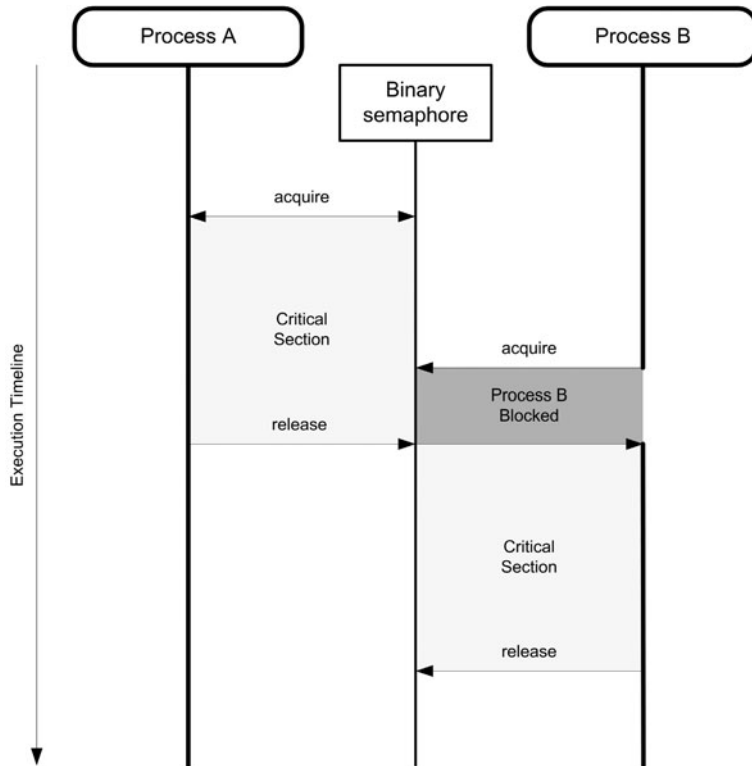 Process A
Process B
Binary
semaphore
acquire
Critical
Section
acquire
Process B
Blocked
release
Execution Timeline
Critical
Section
release